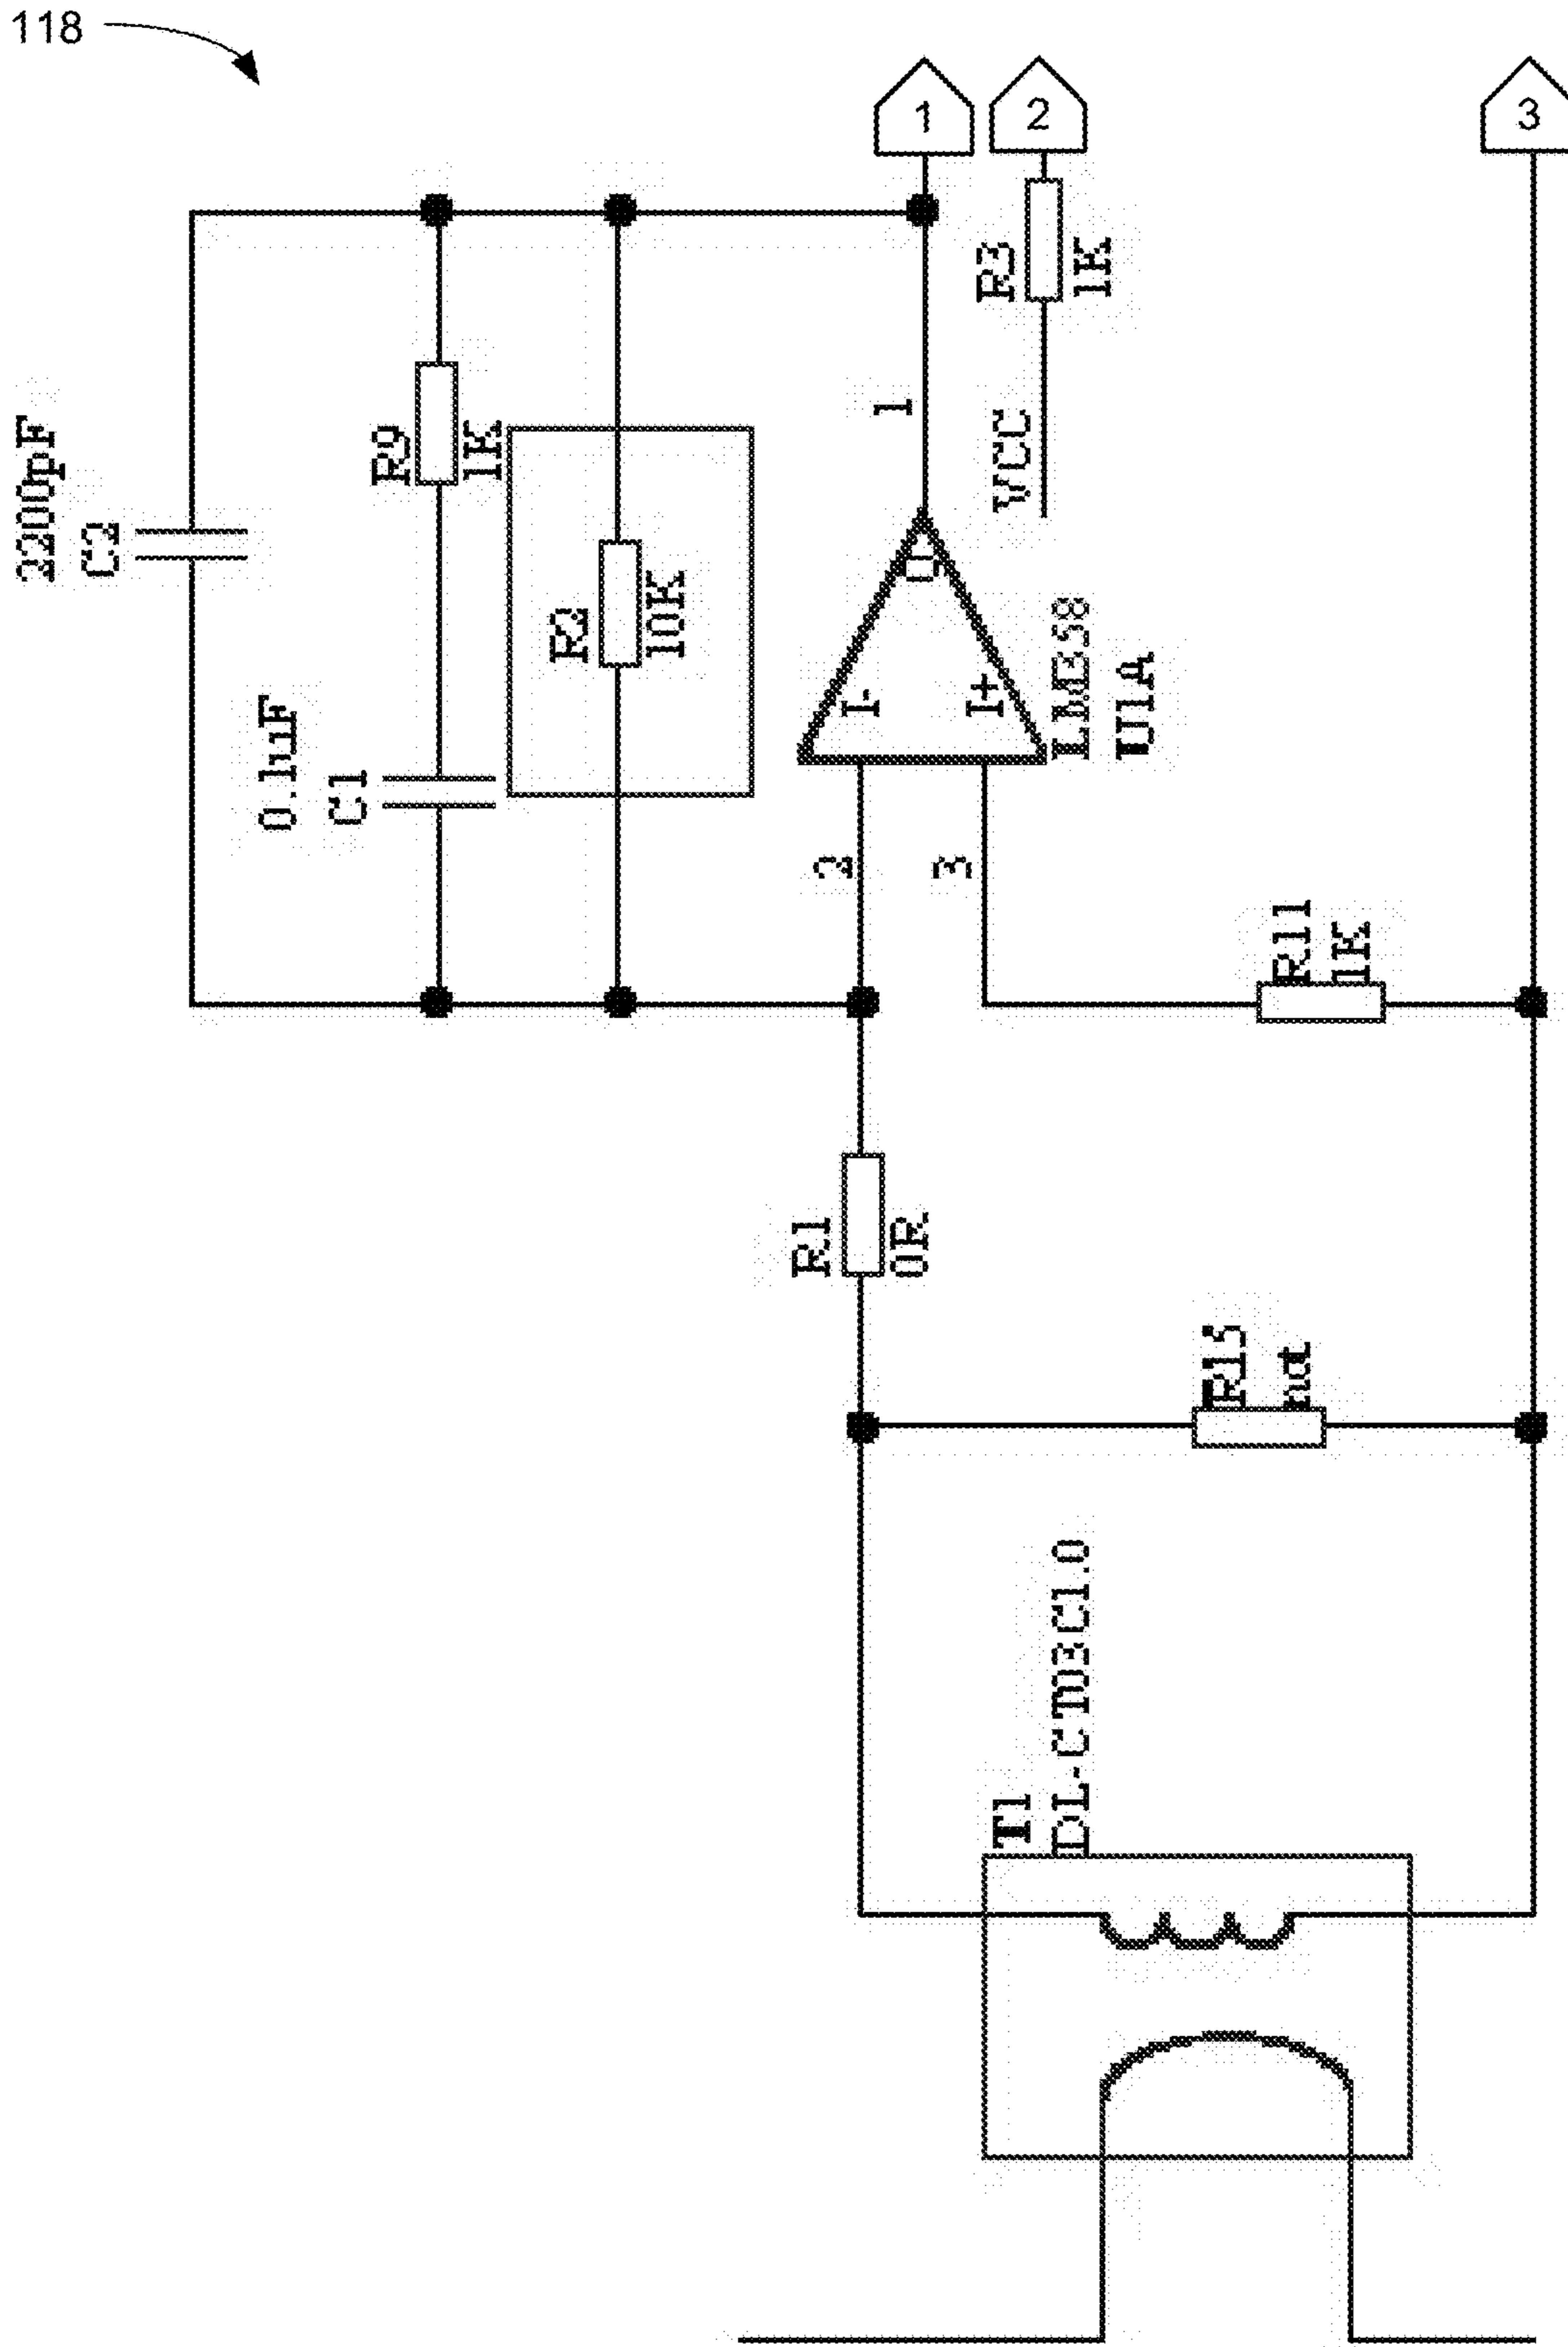 118
1
2
3
2200pF
C2
R9
1K
0.1uF
C1
R2
10K
1
VCC
R3
1K
I-
I+
LM358
U1A
2
3
R11
1K
R1
0R
R15
T1
DL-CT03C1.0